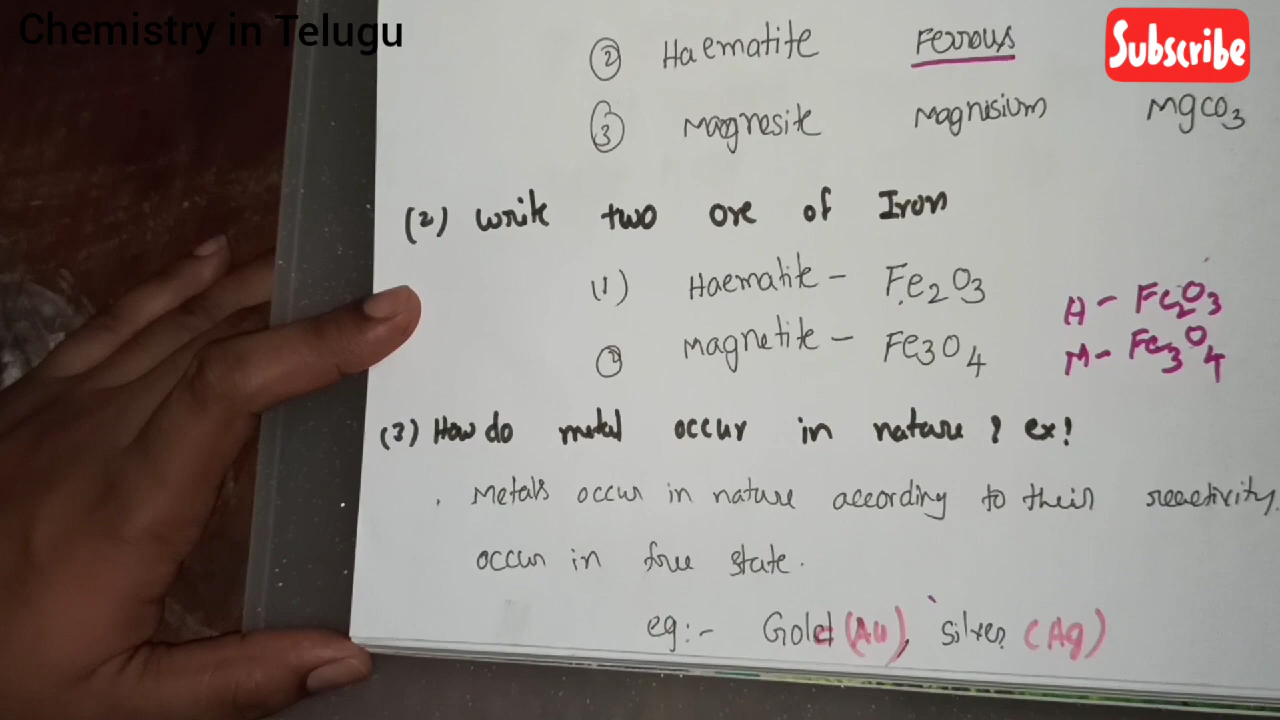 Chemistry in Telugu
Subscribe
② Haematite Ferrous
③ Magnesite Magnisium Mgco3
(2) Write two ore of Iron
(1) Haematite - Fe2O3
② Magnetite - Fe3O4
H - Fe2O3
M - Fe3O4
(3) How do metal occur in nature ? ex!
. Metals occur in nature according to their reactivity.
occur in free state.
eg:- Gold (Au), Silver (Ag)